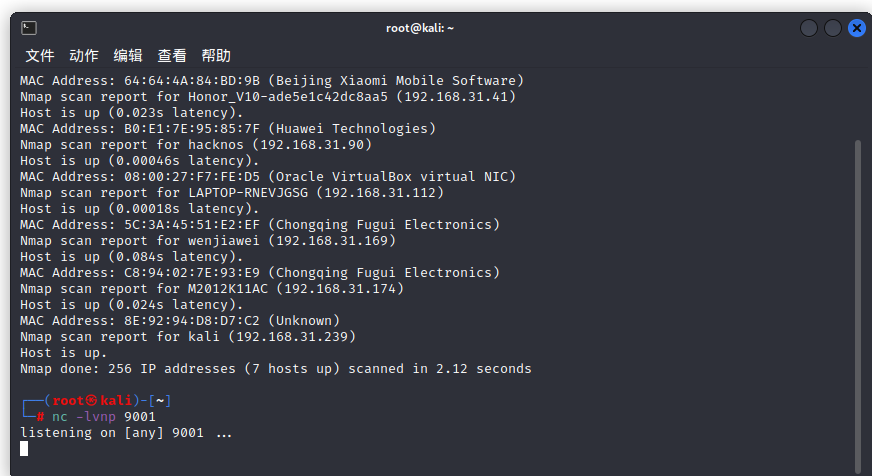 root@kali: ~
文件 动作 编辑 查看 帮助
MAC Address: 64:64:4A:84:BD:9B (Beijing Xiaomi Mobile Software)
Nmap scan report for Honor_V10-ade5e1c42dc8aa5 (192.168.31.41)
Host is up (0.023s latency).
MAC Address: B0:E1:7E:95:85:7F (Huawei Technologies)
Nmap scan report for hacknos (192.168.31.90)
Host is up (0.00046s latency).
MAC Address: 08:00:27:F7:FE:D5 (Oracle VirtualBox virtual NIC)
Nmap scan report for LAPTOP-RNEVJGSG (192.168.31.112)
Host is up (0.00018s latency).
MAC Address: 5C:3A:45:51:E2:EF (Chongqing Fugui Electronics)
Nmap scan report for wenjiawei (192.168.31.169)
Host is up (0.084s latency).
MAC Address: C8:94:02:7E:93:E9 (Chongqing Fugui Electronics)
Nmap scan report for M2012K11AC (192.168.31.174)
Host is up (0.024s latency).
MAC Address: 8E:92:94:D8:D7:C2 (Unknown)
Nmap scan report for kali (192.168.31.239)
Host is up.
Nmap done: 256 IP addresses (7 hosts up) scanned in 2.12 seconds
┌──(root㉿kali)-[~]
└─# nc -lvnp 9001
listening on [any] 9001 ...